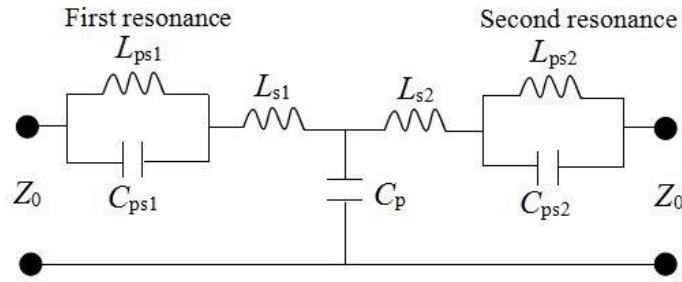 First resonance
Second resonance
Lps1
Lps2
Ls1
Ls2
Cps1
Cp
Cps2
Z0
Z0